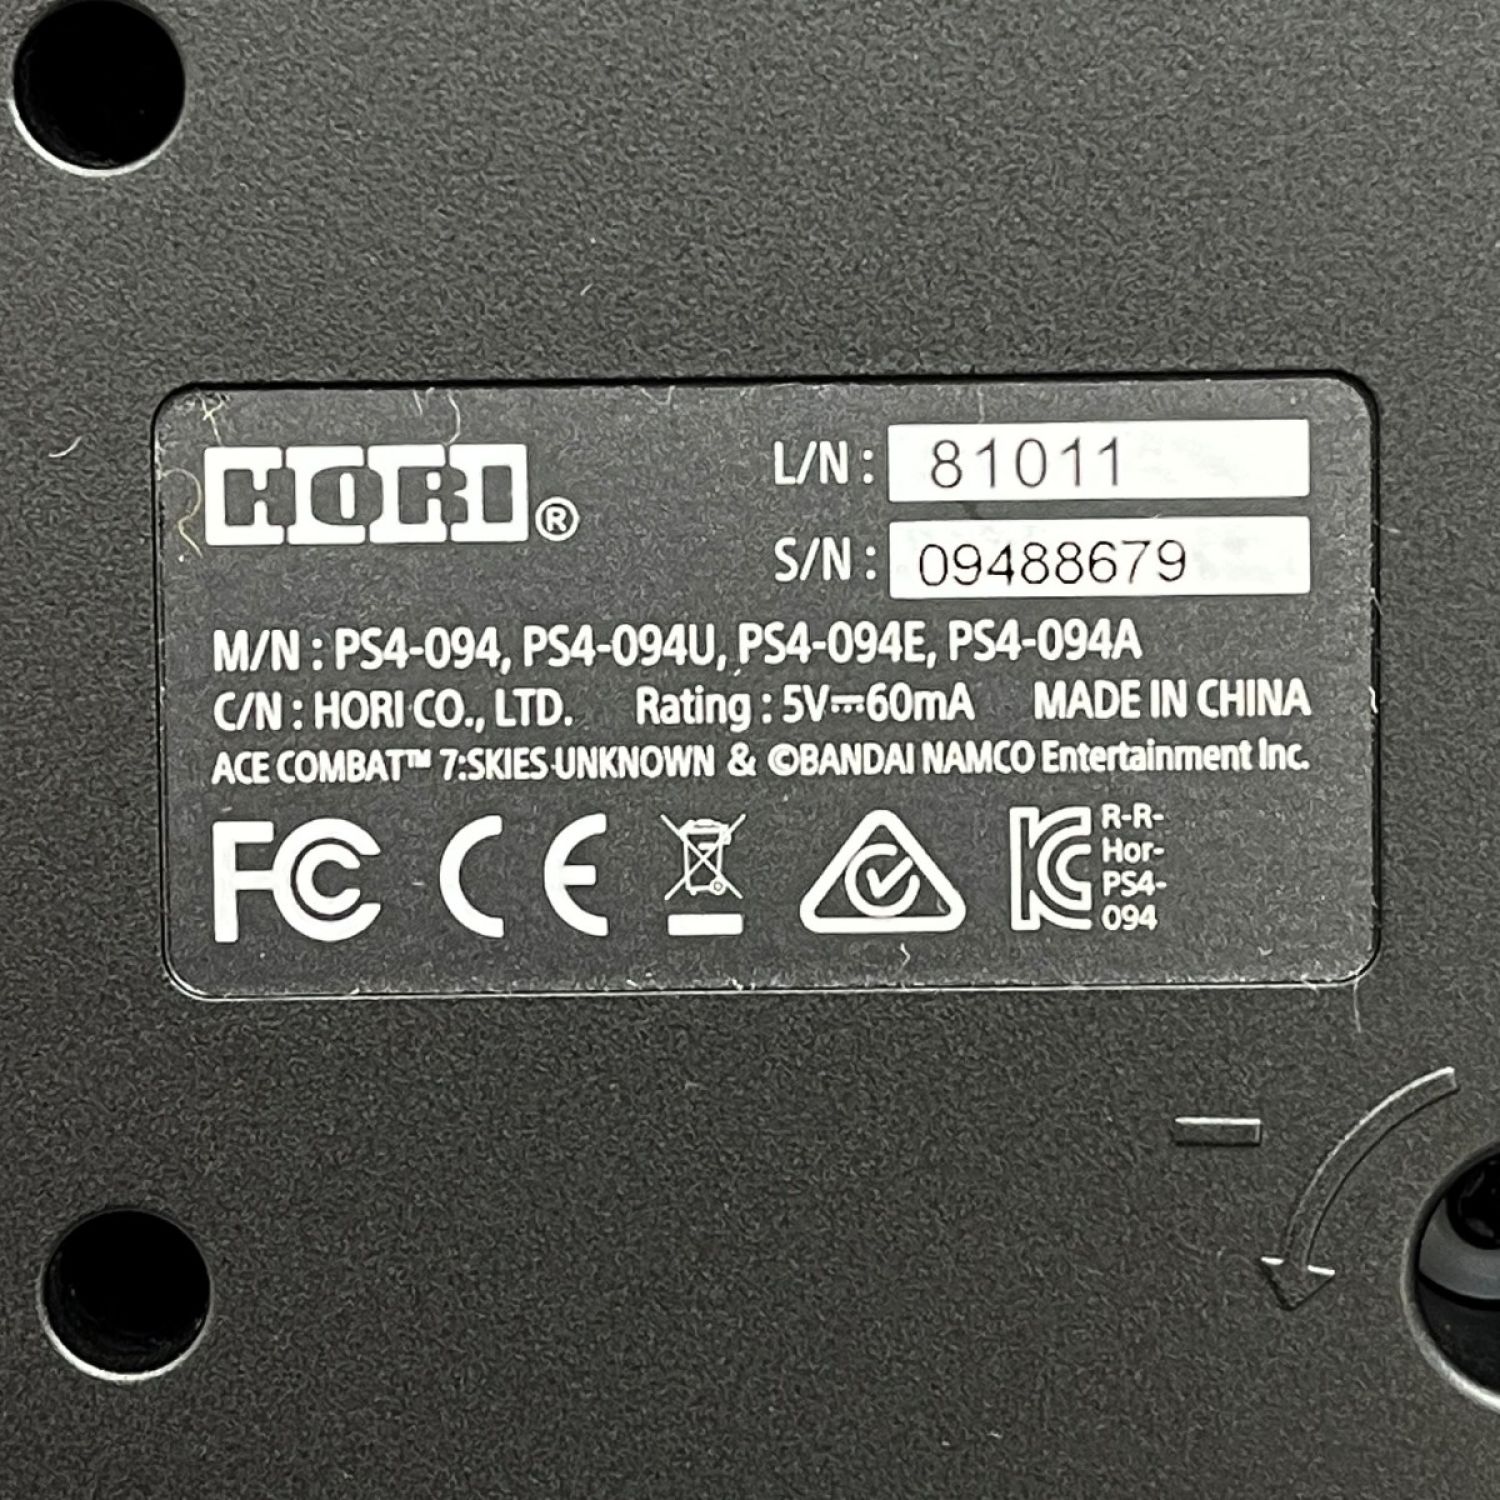 HORI®
L/N : 81011
S/N : 09488679
M/N : PS4-094, PS4-094U, PS4-094E, PS4-094A
C/N : HORI CO., LTD. Rating : 5V⎓60mA MADE IN CHINA
ACE COMBAT™ 7:SKIES UNKNOWN & ©BANDAI NAMCO Entertainment Inc.
FC CE KC
R-R-
Hor-
PS4-
094